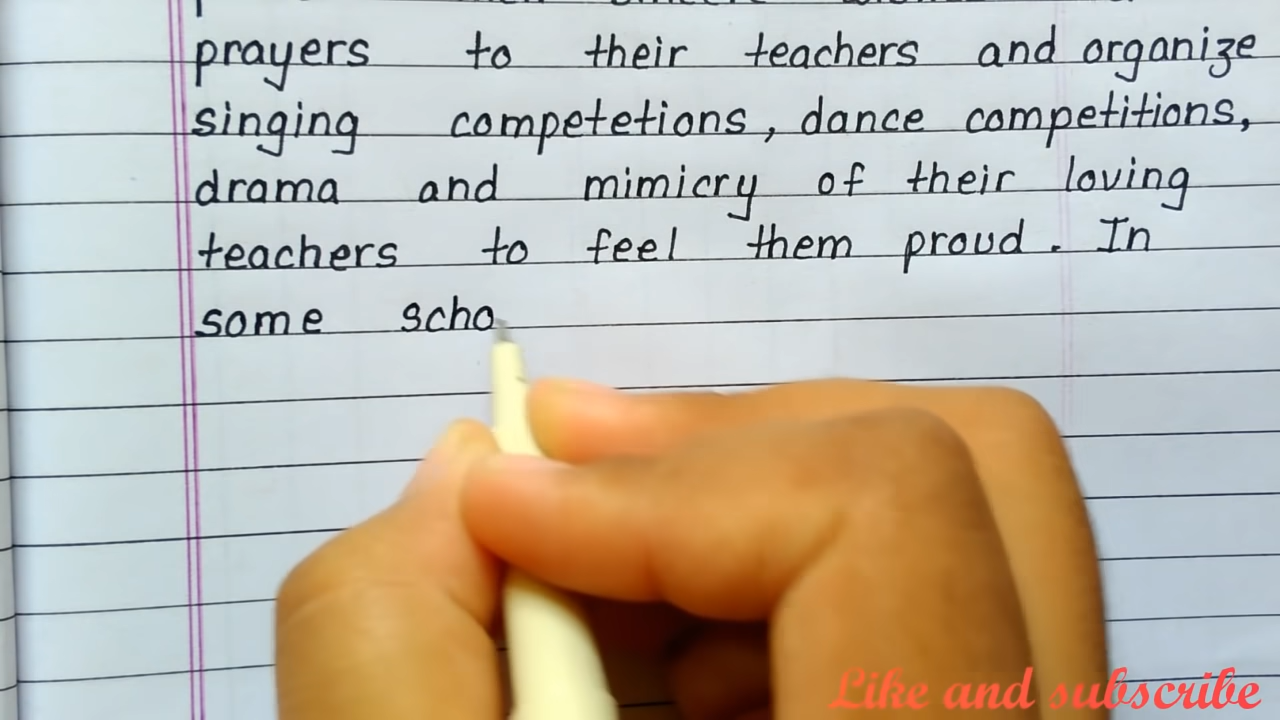 prayers to their teachers and organize
singing competetions, dance competitions,
drama and mimicry of their loving
teachers to feel them proud. In
some scho
Like and subscribe